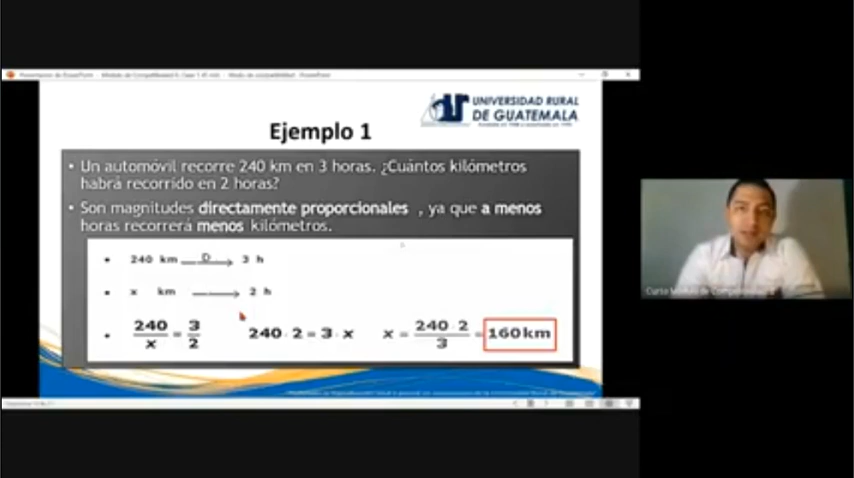 UNIVERSIDAD RURAL
DE GUATEMALA
Ejemplo 1
• Un automóvil recorre 240 km en 3 horas. ¿Cuántos kilómetros
habrá recorrido en 2 horas?
• Son magnitudes directamente proporcionales , ya que a menos
horas recorrerá menos kilómetros.
• 240 km D 3 h
• x km 2 h
• 240/x = 3/2 240 · 2 = 3 · x x = 240 · 2/3 = 160 km